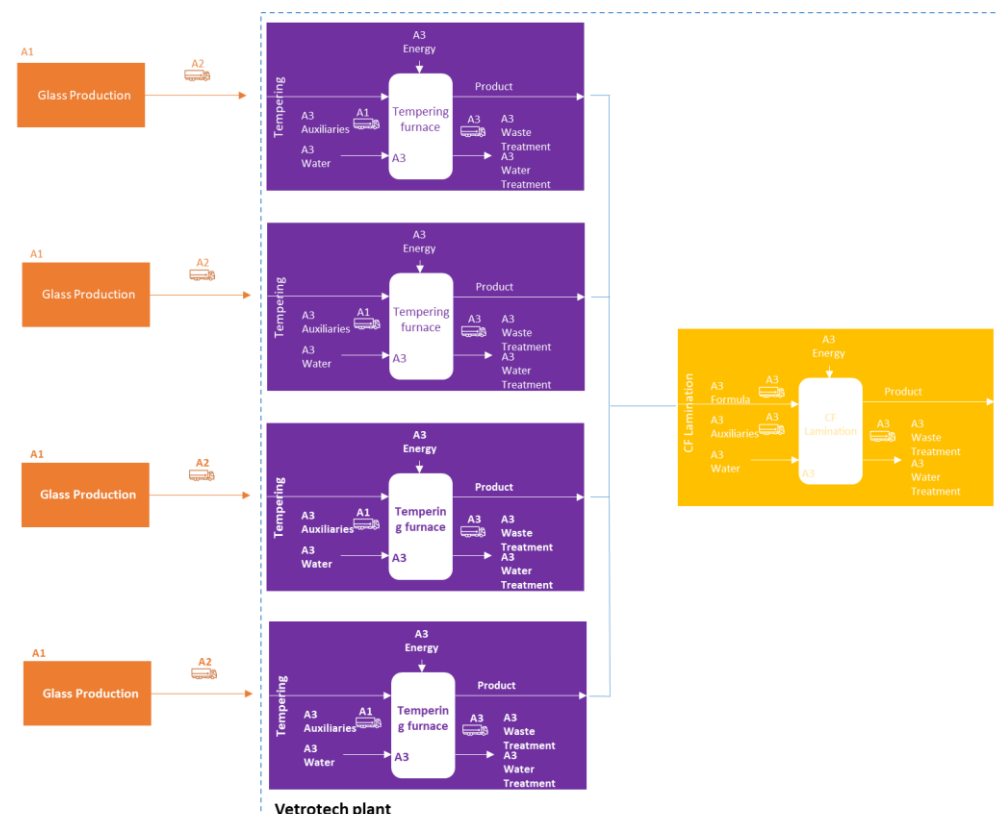 A1
Glass Production
A2
Tempering
A3
Energy
Tempering
furnace
A3
Product
A3
Auxiliaries
A1
A3
Water
A3
A3
Waste
Treatment
A3
Water
Treatment
A1
Glass Production
A2
Tempering
A3
Energy
Tempering
furnace
A3
Product
A3
Auxiliaries
A1
A3
Water
A3
A3
Waste
Treatment
A3
Water
Treatment
A1
Glass Production
A2
Tempering
A3
Energy
Temperin
g furnace
A3
Product
A3
Auxiliaries
A1
A3
Water
A3
A3
Waste
Treatment
A3
Water
Treatment
A1
Glass Production
A2
Tempering
A3
Energy
Temperin
g furnace
A3
Product
A3
Auxiliaries
A1
A3
Water
A3
A3
Waste
Treatment
A3
Water
Treatment
CF Lamination
A3
Energy
A3
Formula
A3
A3
Auxiliaries
A3
A3
Water
CF
Lamination
A3
Product
A3
A3
Waste
Treatment
A3
Water
Treatment
Vetrotech plant